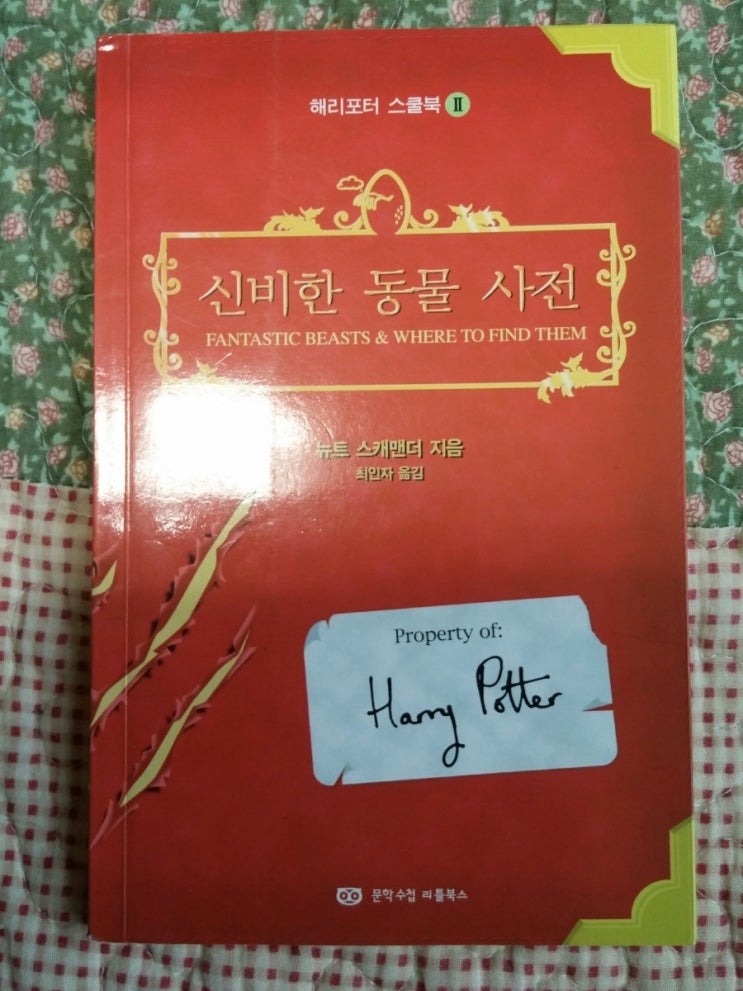 해리포터 스쿨북 Ⅱ
신비한 동물 사전
FANTASTIC BEASTS & WHERE TO FIND THEM
뉴트 스캐맨더 지음
최인자 옮김
Property of:
Harry Potter
문학수첩 리틀북스